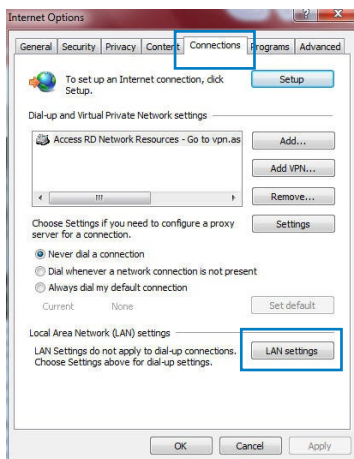 Internet Options
General Security Privacy Content Connections Programs Advanced
To set up an Internet connection, click
Setup.
Setup
Dial-up and Virtual Private Network settings
Access RD Network Resources - Go to vpn.as
Add...
Add VPN...
Remove...
Choose Settings if you need to configure a proxy
server for a connection.
Settings
Never dial a connection
Dial whenever a network connection is not present
Always dial my default connection
Current None
Set default
Local Area Network (LAN) settings
LAN Settings do not apply to dial-up connections.
Choose Settings above for dial-up settings.
LAN settings
OK Cancel Apply